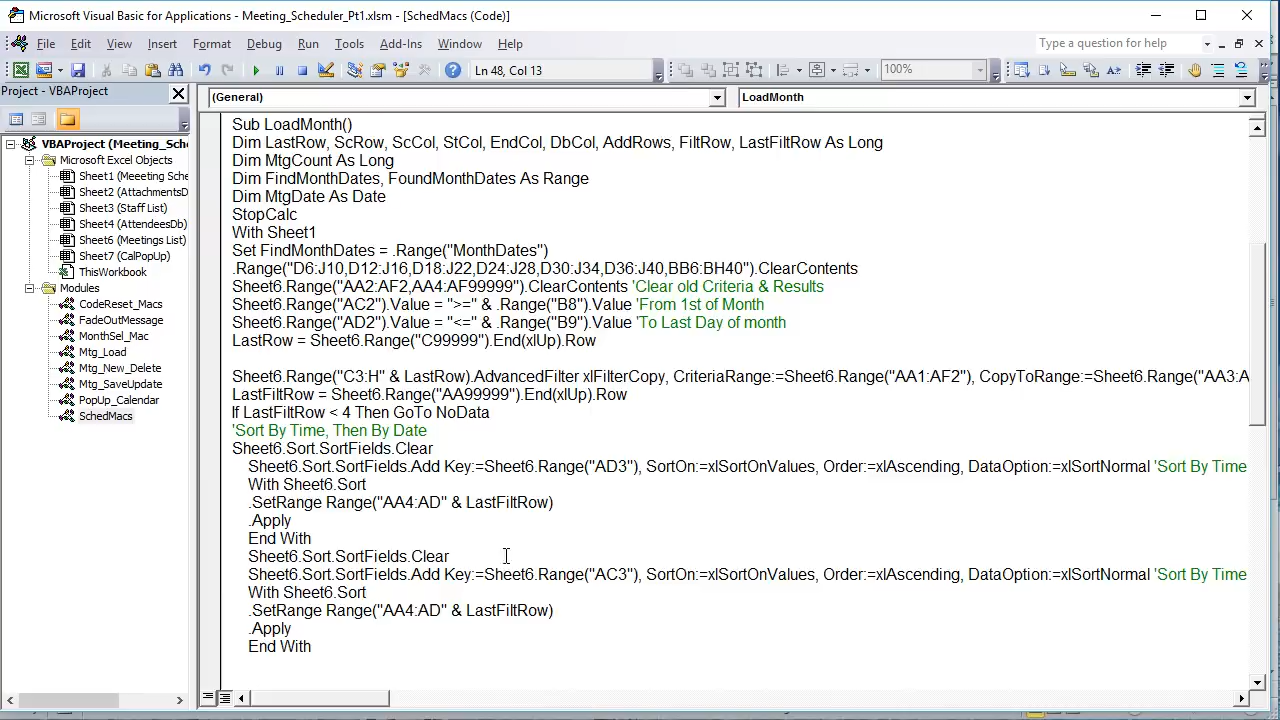 Microsoft Visual Basic for Applications - Meeting_Scheduler_Pt1.xlsm - [SchedMacs (Code)]
File Edit View Insert Format Debug Run Tools Add-Ins Window Help
Type a question for help
Ln 48, Col 13
100%
Project - VBAProject
(General)
LoadMonth
VBAProject (Meeting_Sch
Microsoft Excel Objects
Sheet1 (Meeeting Sche
Sheet2 (AttachmentsD
Sheet3 (Staff List)
Sheet4 (AttendeesDb)
Sheet6 (Meetings List)
Sheet7 (CalPopUp)
ThisWorkbook
Modules
CodeReset_Macs
FadeOutMessage
MonthSel_Mac
Mtg_Load
Mtg_New_Delete
Mtg_SaveUpdate
PopUp_Calendar
SchedMacs
Sub LoadMonth()
Dim LastRow, ScRow, ScCol, StCol, EndCol, DbCol, AddRows, FiltRow, LastFiltRow As Long
Dim MtgCount As Long
Dim FindMonthDates, FoundMonthDates As Range
Dim MtgDate As Date
StopCalc
With Sheet1
Set FindMonthDates = .Range("MonthDates")
.Range("D6:J10,D12:J16,D18:J22,D24:J28,D30:J34,D36:J40,BB6:BH40").ClearContents
Sheet6.Range("AA2:AF2,AA4:AF99999").ClearContents 'Clear old Criteria & Results
Sheet6.Range("AC2").Value = ">=" & .Range("B8").Value 'From 1st of Month
Sheet6.Range("AD2").Value = "<=" & .Range("B9").Value 'To Last Day of month
LastRow = Sheet6.Range("C99999").End(xlUp).Row
Sheet6.Range("C3:H" & LastRow).AdvancedFilter xlFilterCopy, CriteriaRange:=Sheet6.Range("AA1:AF2"), CopyToRange:=Sheet6.Range("AA3:A
LastFiltRow = Sheet6.Range("AA99999").End(xlUp).Row
If LastFiltRow < 4 Then GoTo NoData
'Sort By Time, Then By Date
Sheet6.Sort.SortFields.Clear
Sheet6.Sort.SortFields.Add Key:=Sheet6.Range("AD3"), SortOn:=xlSortOnValues, Order:=xlAscending, DataOption:=xlSortNormal 'Sort By Time
With Sheet6.Sort
.SetRange Range("AA4:AD" & LastFiltRow)
.Apply
End With
Sheet6.Sort.SortFields.Clear
Sheet6.Sort.SortFields.Add Key:=Sheet6.Range("AC3"), SortOn:=xlSortOnValues, Order:=xlAscending, DataOption:=xlSortNormal 'Sort By Time
With Sheet6.Sort
.SetRange Range("AA4:AD" & LastFiltRow)
.Apply
End With